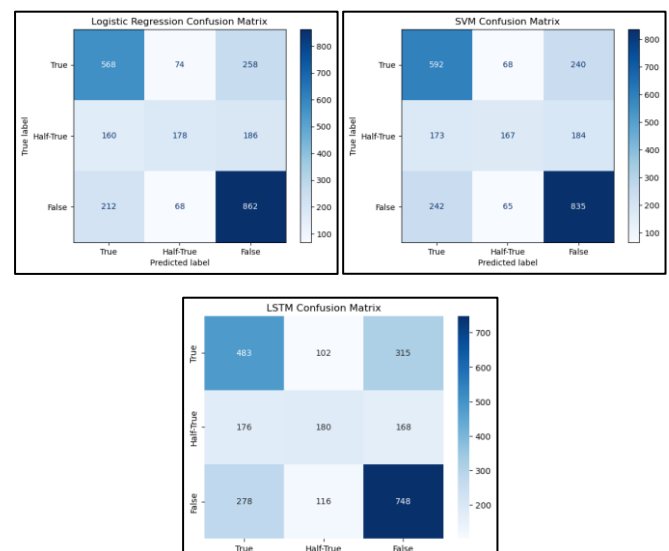 Logistic Regression Confusion Matrix
True 568 74 258
Half-True 160 178 186
False 212 68 862
True Half-True False
Predicted label
True label
800
700
600
500
400
300
200
100
SVM Confusion Matrix
True 592 68 240
Half-True 173 167 184
False 242 65 835
True Half-True False
Predicted label
True label
800
700
600
500
400
300
200
100
LSTM Confusion Matrix
True 483 102 315
Half-True 176 180 168
False 278 116 748
True Half-True False
700
600
500
400
300
200